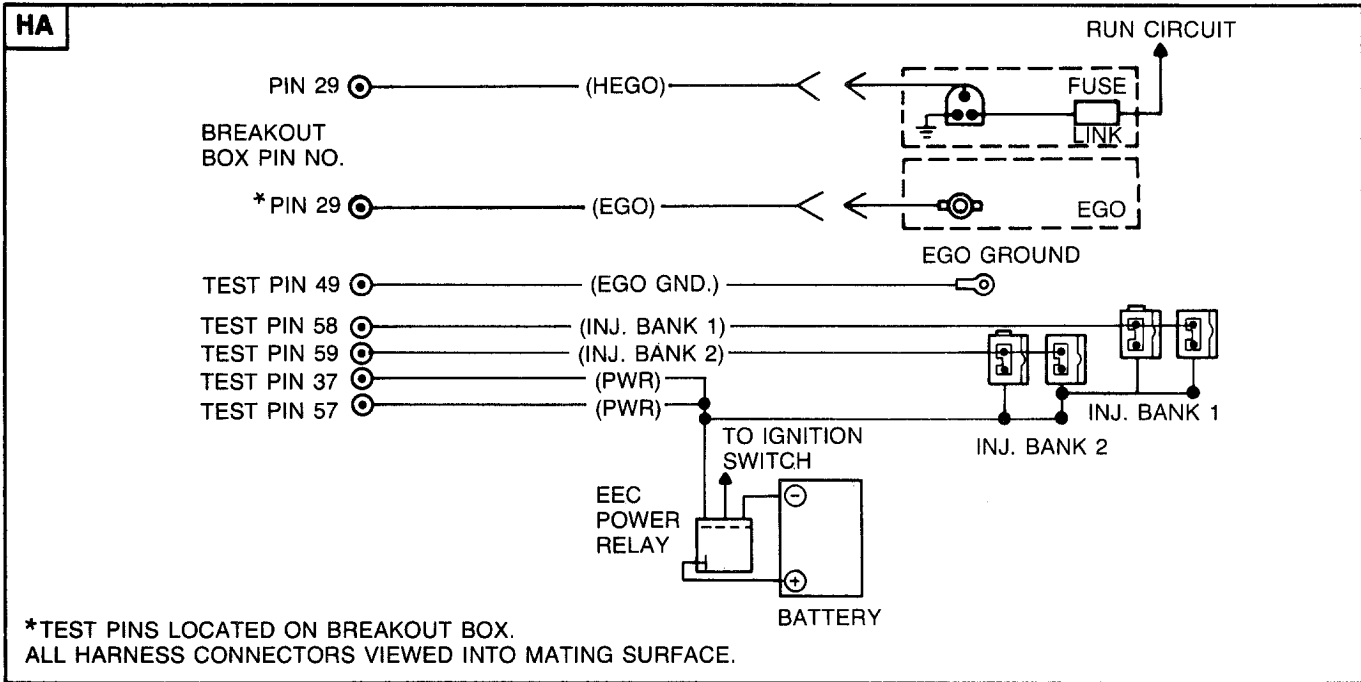 HA
RUN CIRCUIT
PIN 29
(HEGO)
FUSE
LINK
BREAKOUT
BOX PIN NO.
*PIN 29
(EGO)
EGO
EGO GROUND
TEST PIN 49
(EGO GND.)
TEST PIN 58
(INJ. BANK 1)
TEST PIN 59
(INJ. BANK 2)
TEST PIN 37
(PWR)
TEST PIN 57
(PWR)
INJ. BANK 1
INJ. BANK 2
TO IGNITION
SWITCH
EEC
POWER
RELAY
BATTERY
*TEST PINS LOCATED ON BREAKOUT BOX.
ALL HARNESS CONNECTORS VIEWED INTO MATING SURFACE.